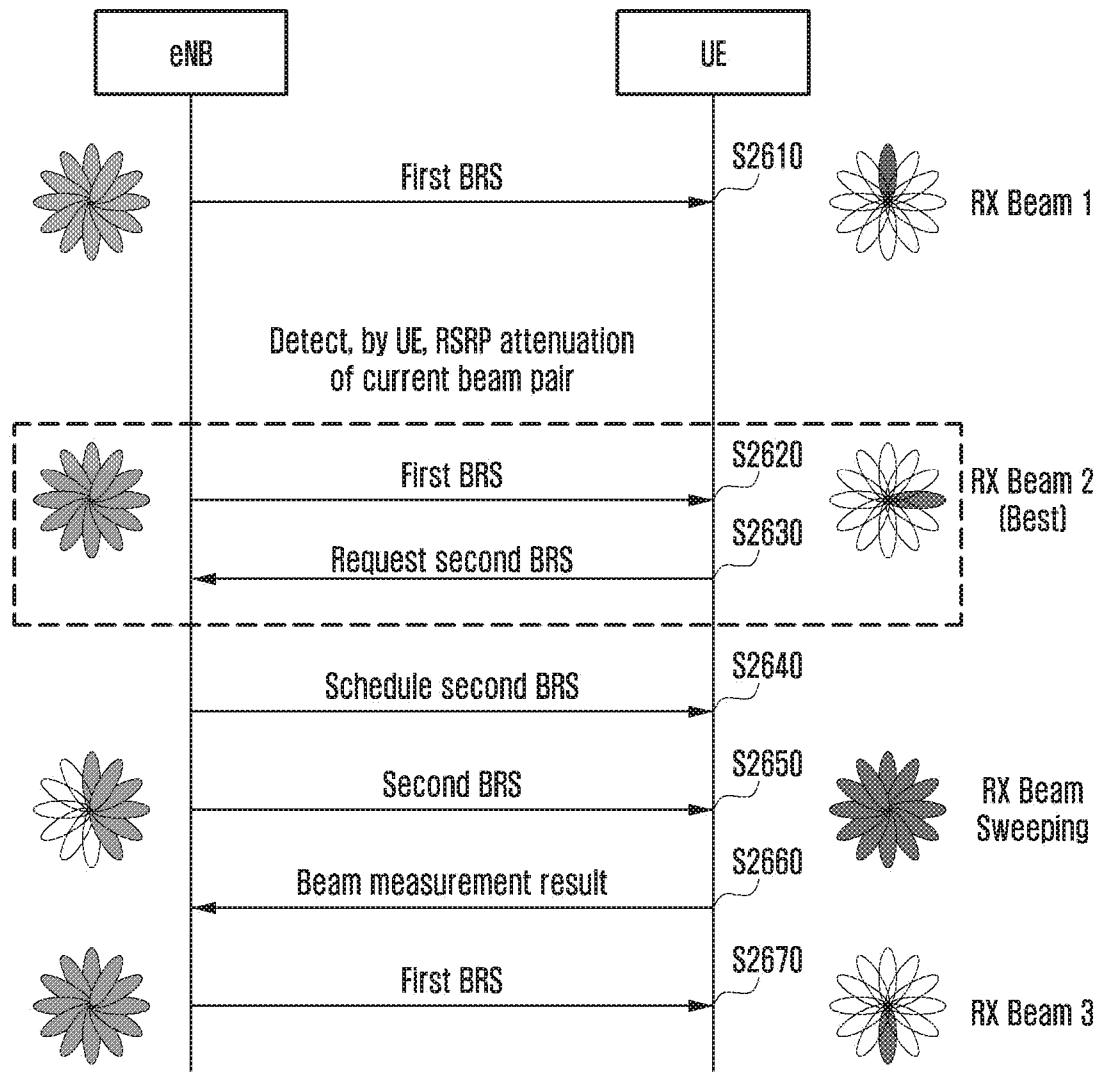 eNB
UE
S2610
First BRS
RX Beam 1
Detect, by UE, RSRP attenuation
of current beam pair
S2620
First BRS
RX Beam 2
(Best)
S2630
Request second BRS
S2640
Schedule second BRS
S2650
Second BRS
RX Beam
Sweeping
S2660
Beam measurement result
S2670
First BRS
RX Beam 3